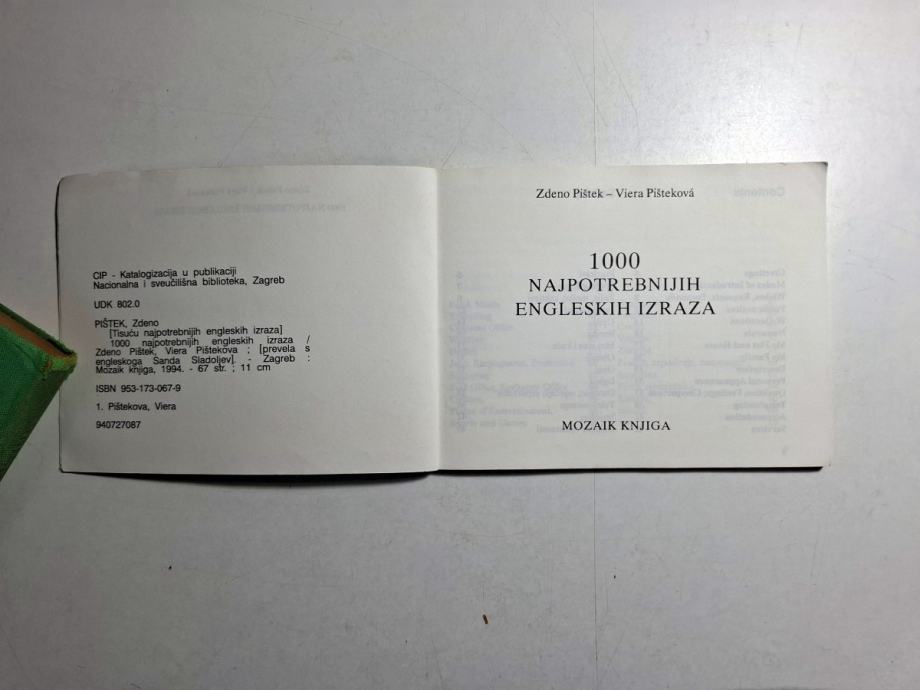 CIP - Katalogizacija u publikaciji
Nacionalna i sveučilišna biblioteka, Zagreb
UDK 802.0
PIŠTEK, Zdeno
[Tisuću najpotrebnijih engleskih izraza]
1000 najpotrebnijih engleskih izraza /
Zdeno Pištek, Viera Pištekova ; [prevela s
engleskoga Sanda Sladoljev]. - Zagreb :
Mozaik knjiga, 1994. - 67 str. ; 11 cm
ISBN 953-173-067-9
1. Pištekova, Viera
940727087
Zdeno Pištek – Viera Pišteková
1000
NAJPOTREBNIJIH
ENGLESKIH IZRAZA
MOZAIK KNJIGA